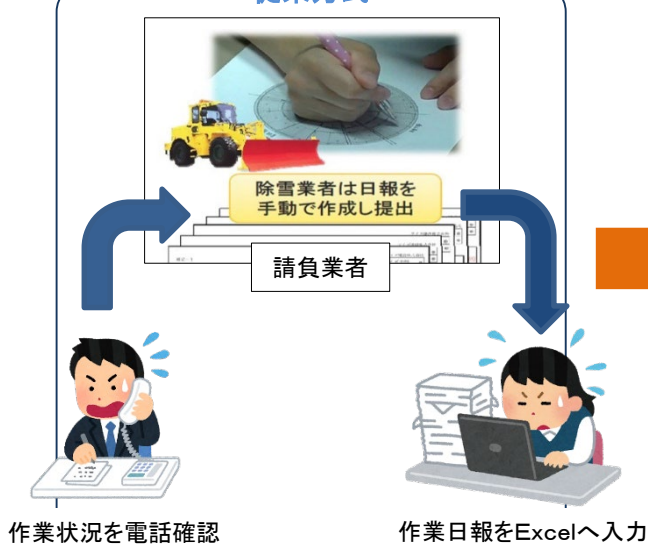 従来方式
除雪業者は日報を
手動で作成し提出
請負業者
作業状況を電話確認
作業日報をExcelへ入力